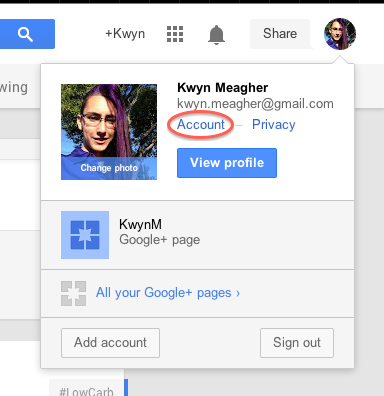 +Kwyn
Share
wing
Kwyn Meagher
kwyn.meagher@gmail.com
Account – Privacy
Change photo
View profile
KwynM
Google+ page
All your Google+ pages ›
Add account
Sign out
#LowCarb